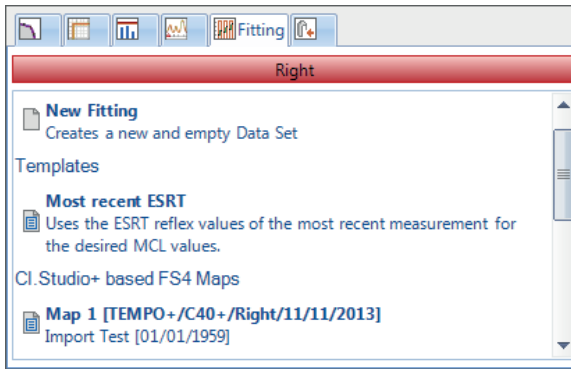 Fitting
Right
New Fitting
Creates a new and empty Data Set
Templates
Most recent ESRT
Uses the ESRT reflex values of the most recent measurement for
the desired MCL values.
CI.Studio+ based FS4 Maps
Map 1 [TEMPO+/C40+/Right/11/11/2013]
Import Test [01/01/1959]